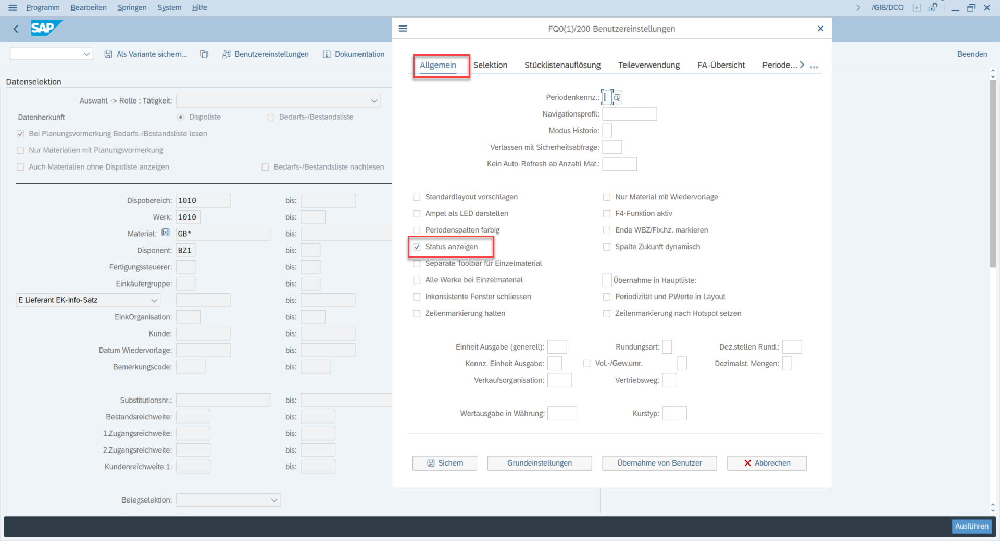 Programm Bearbeiten Springen System Hilfe /GIB/DCO
SAP
FQ0(1)/200 Benutzereinstellungen
Als Variante sichern... Benutzereinstellungen Dokumentation Beenden
Allgemein Selektion Stücklistenauflösung Teileverwendung FA-Übersicht Periode...
Datenselektion
Auswahl -> Rolle : Tätigkeit:
Datenherkunft Dispoliste Bedarfs-/Bestandsliste
Bei Planungsvormerkung Bedarfs-/Bestandsliste lesen
Nur Materialien mit Planungsvormerkung
Auch Materialien ohne Dispoliste anzeigen Bedarfs-/Bestandsliste nachlesen
Dispobereich: 1010 bis:
Werk: 1010 bis:
Material: GB* bis:
Disponent: BZ1 bis:
Fertigungssteuerer: bis:
Einkäufergruppe: bis:
E Lieferant EK-Info-Satz bis:
EinkOrganisation: bis:
Kunde: bis:
Datum Wiedervorlage: bis:
Bemerkungscode: bis:
Substitutionsnr.: bis:
Bestandsreichweite: bis:
1.Zugangsreichweite: bis:
2.Zugangsreichweite: bis:
Kundenreichweite 1: bis:
Belegselektion:
Periodenkennz.:
Navigationsprofil:
Modus Historie:
Verlassen mit Sicherheitsabfrage:
Kein Auto-Refresh ab Anzahl Mat.:
Standardlayout vorschlagen Nur Material mit Wiedervorlage
Ampel als LED darstellen F4-Funktion aktiv
Periodenspalten farbig Ende WBZ/Fix.hz. markieren
Status anzeigen Spalte Zukunft dynamisch
Separate Toolbar für Einzelmaterial
Alle Werke bei Einzelmaterial Übernahme in Hauptliste:
Inkonsistente Fenster schliessen Periodizität und P.Werte in Layout
Zeilenmarkierung halten Zeilenmarkierung nach Hotspot setzen
Einheit Ausgabe (generell): Rundungsart: Dez.stellen Rund.:
Kennz. Einheit Ausgabe: Vol.-/Gew.umr. Dezimalst. Mengen:
Verkaufsorganisation: Vertriebsweg:
Wertausgabe in Währung: Kurstyp:
Sichern Grundeinstellungen Übernahme von Benutzer Abbrechen
Ausführen